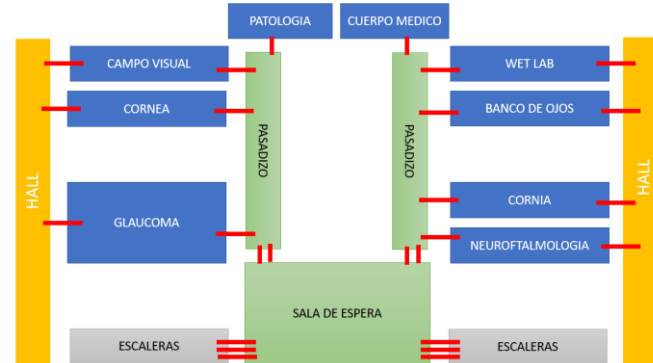 PATOLOGIA
CUERPO MEDICO
CAMPO VISUAL
WET LAB
CORNEA
BANCO DE OJOS
PASADIZO
PASADIZO
HALL
HALL
GLAUCOMA
CORNIA
NEUROFTALMOLOGIA
SALA DE ESPERA
ESCALERAS
ESCALERAS